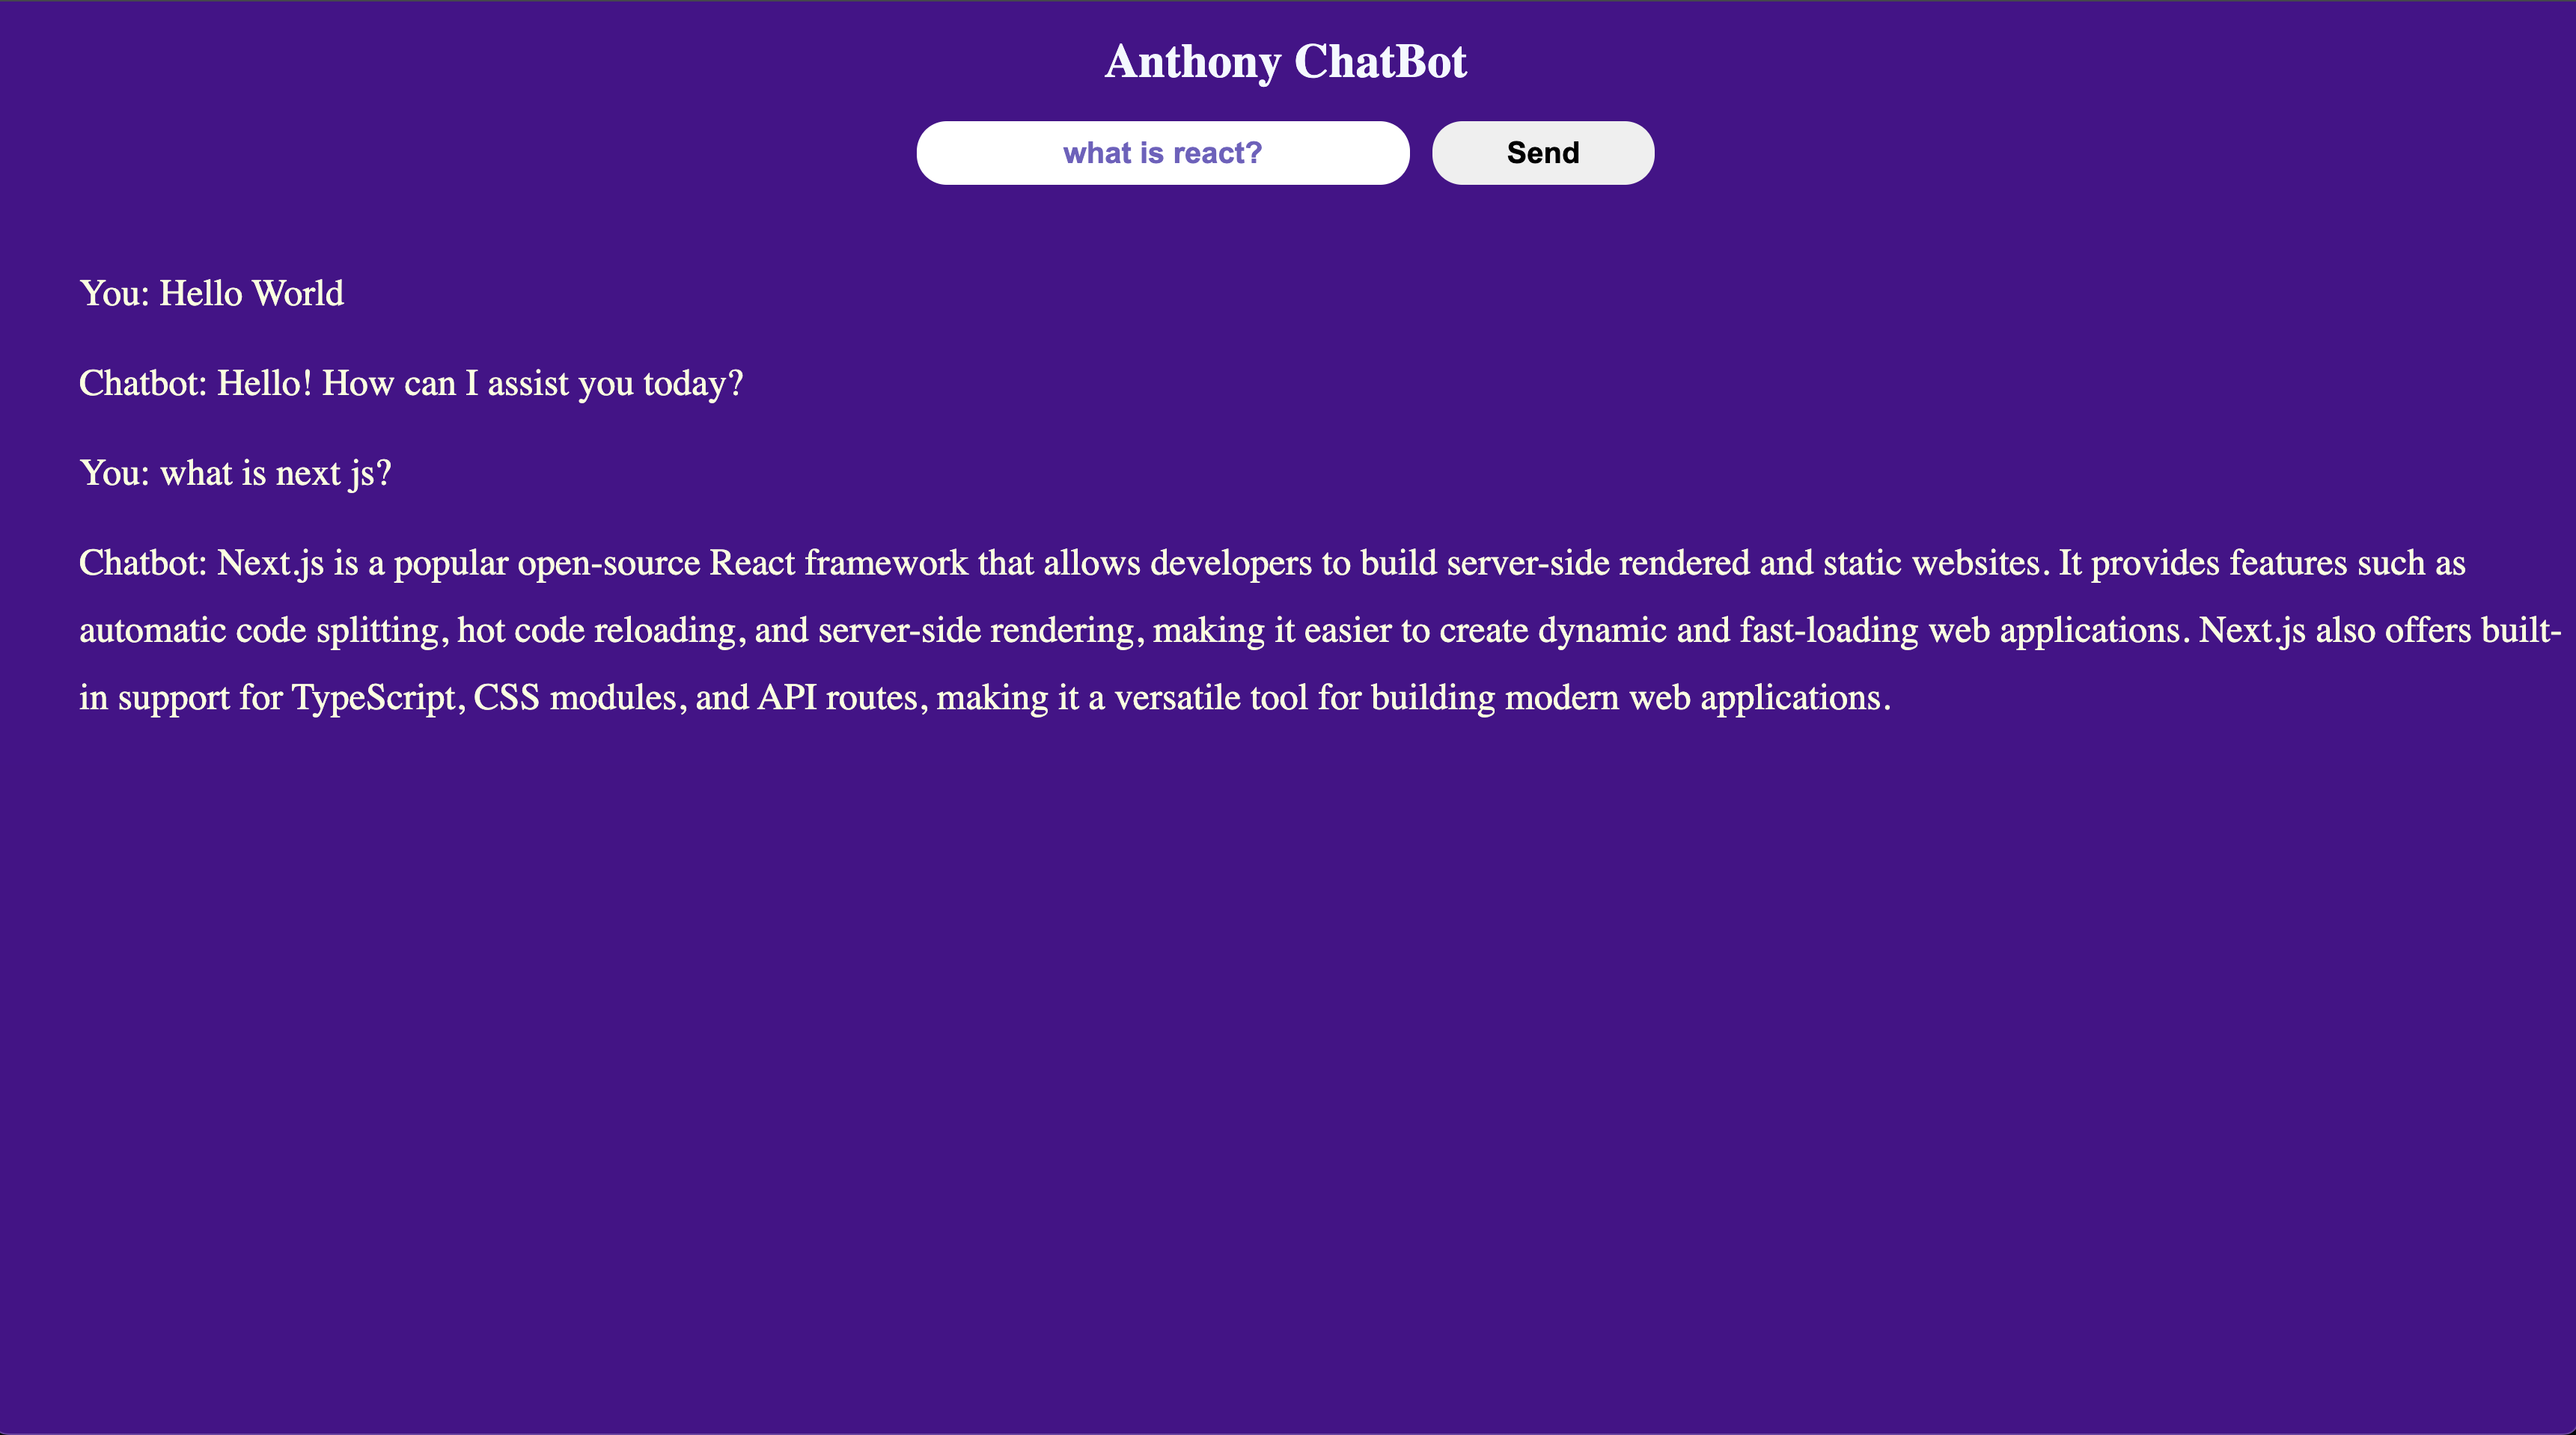 Anthony ChatBot
what is react?
Send
You: Hello World
Chatbot: Hello! How can I assist you today?
You: what is next js?
Chatbot: Next.js is a popular open-source React framework that allows developers to build server-side rendered and static websites. It provides features such as
automatic code splitting, hot code reloading, and server-side rendering, making it easier to create dynamic and fast-loading web applications. Next.js also offers built-
in support for TypeScript, CSS modules, and API routes, making it a versatile tool for building modern web applications.